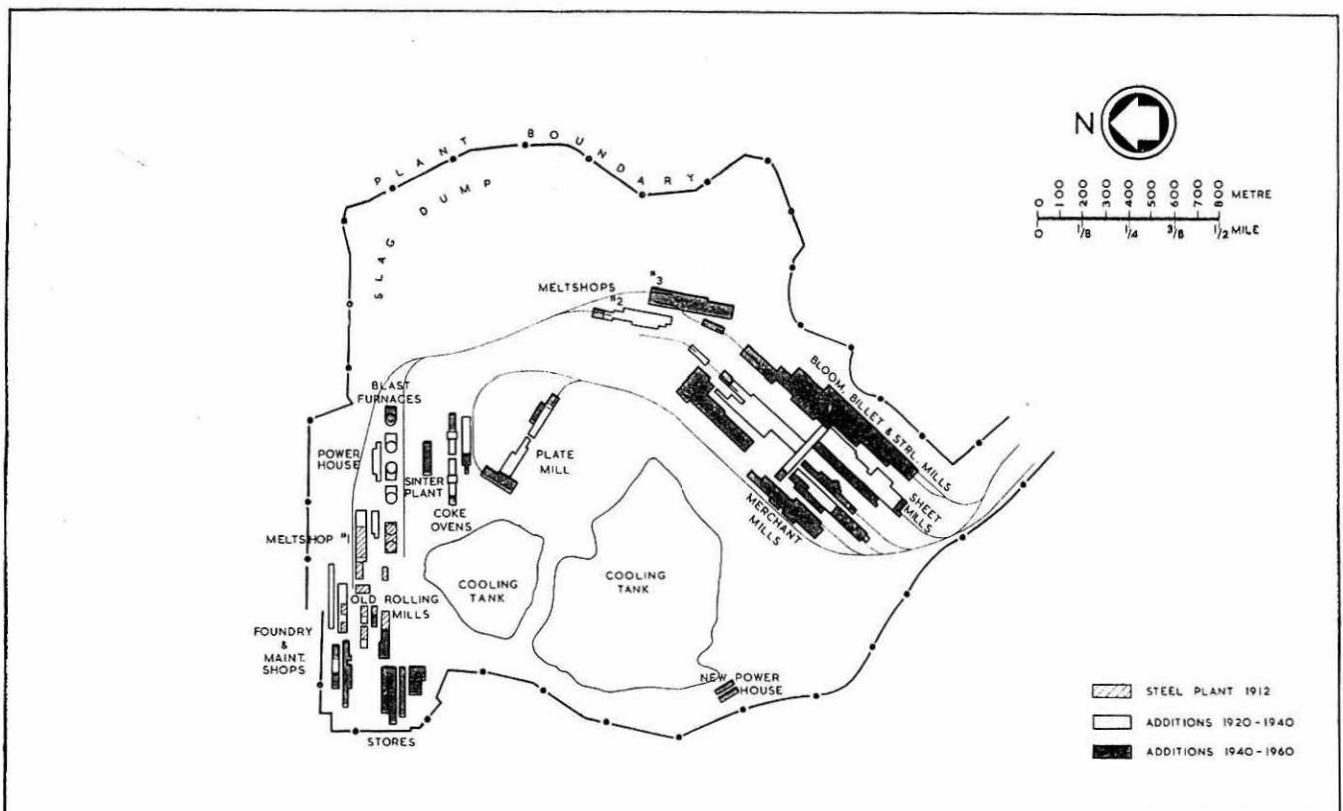 PLANT BOUNDARY
SLAG DUMP
N
0 100 200 300 400 500 600 700 800 METRE
0 1/8 1/4 3/8 1/2 MILE
MELTSHOPS
#2
#3
BLOOM, BILLET & STRL. MILLS
BLAST
FURNACES
POWER
HOUSE
SINTER
PLANT
COKE
OVENS
PLATE
MILL
SHEET
MILLS
MERCHANT
MILLS
MELTSHOP #1
COOLING
TANK
COOLING
TANK
OLD ROLLING
MILLS
FOUNDRY
&
MAINT.
SHOPS
NEW POWER
HOUSE
STORES
STEEL PLANT 1912
ADDITIONS 1920-1940
ADDITIONS 1940-1960